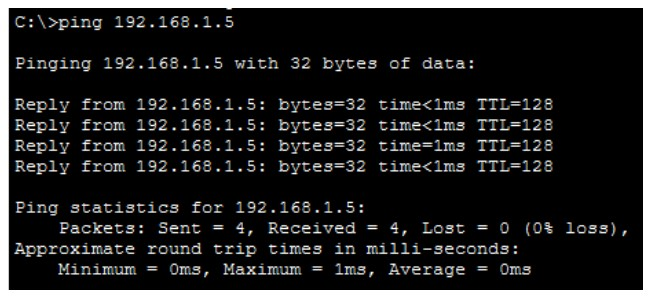 C:\>ping 192.168.1.5
Pinging 192.168.1.5 with 32 bytes of data:
Reply from 192.168.1.5: bytes=32 time<1ms TTL=128
Reply from 192.168.1.5: bytes=32 time<1ms TTL=128
Reply from 192.168.1.5: bytes=32 time=1ms TTL=128
Reply from 192.168.1.5: bytes=32 time<1ms TTL=128
Ping statistics for 192.168.1.5:
Packets: Sent = 4, Received = 4, Lost = 0 (0% loss),
Approximate round trip times in milli-seconds:
Minimum = 0ms, Maximum = 1ms, Average = 0ms